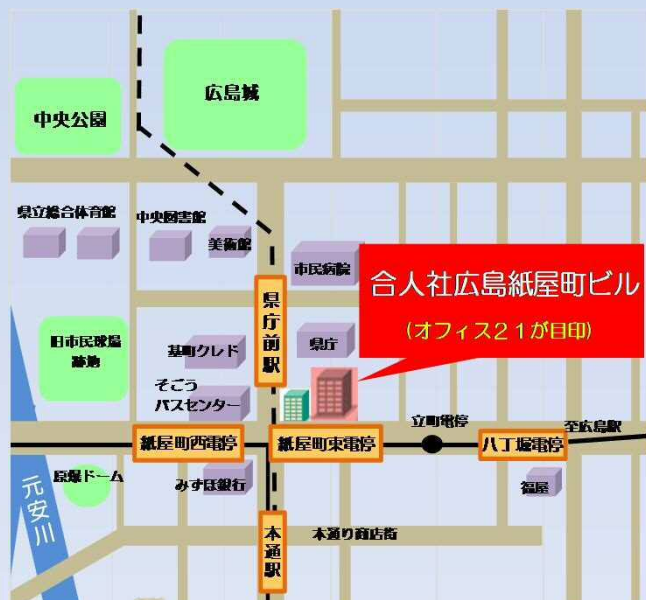 広島城
中央公園
県立総合体育館
中央図書館
美術館
市民病院
合人社広島紙屋町ビル
(オフィス21が目印)
県庁前駅
旧市民球場
跡地
基町クレド
県庁
そごう
バスセンター
立町電停
至広島駅
紙屋町西電停
紙屋町東電停
八丁堀電停
原爆ドーム
みずほ銀行
福屋
元安川
本通駅
本通り商店街